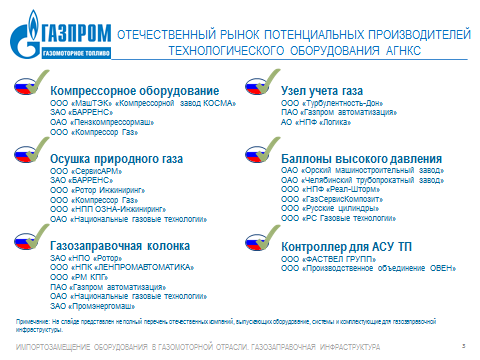 ГАЗПРОМ
ГАЗОМОТОРНОЕ ТОПЛИВО
ОТЕЧЕСТВЕННЫЙ РЫНОК ПОТЕНЦИАЛЬНЫХ ПРОИЗВОДИТЕЛЕЙ
ТЕХНОЛОГИЧЕСКОГО ОБОРУДОВАНИЯ АГНКС
Компрессорное оборудование
ООО «МашТЭК» «Компрессорной завод КОСМА»
ЗАО «БАРРЕНС»
ОАО «Пензкомпрессормаш»
ООО «Компрессор Газ»
Осушка природного газа
ООО «СервисАРМ»
ЗАО «БАРРЕНС»
ООО «Ротор Инжиниринг»
ООО «Компрессор Газ»
ООО «НПП ОЗНА-Инжиниринг»
ОАО «Национальные газовые технологии»
Газозаправочная колонка
ЗАО «НПО «Ротор»
ООО «НПК «ЛЕНПРОМАВТОМАТИКА»
ООО «РМ КПГ»
ПАО «Газпром автоматизация»
ОАО «Национальные газовые технологии»
ЗАО «Промэнергомаш»
Узел учета газа
ООО «Турбулентность-Дон»
ПАО «Газпром автоматизация»
АО «НПФ «Логика»
Баллоны высокого давления
ОАО «Орский машиностроительный завод»
ОАО «Челябинский трубопрокатный завод»
ООО «НПФ «Реал-Шторм»
ООО «ГазСервисКомпозит»
ООО «Русские цилиндры»
ООО «РС Газовые технологии»
Контроллер для АСУ ТП
ООО «ФАСТВЕЛ ГРУПП»
ООО «Производственное объединение ОВЕН»
Примечание: На слайде представлен не полный перечень отечественных компаний, выпускающих оборудование, системы и комплектующие для газозаправочной
инфраструктуры.
ИМПОРТОЗАМЕЩЕНИЕ ОБОРУДОВАНИЯ В ГАЗОМОТОРНОЙ ОТРАСЛИ. ГАЗОЗАПРАВОЧНАЯ ИНФРАСТРУКТУРА